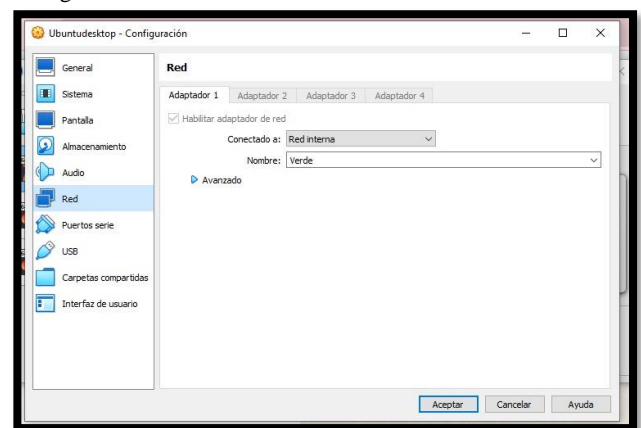 Ubuntudesktop - Configuración
General
Sistema
Pantalla
Almacenamiento
Audio
Red
Puertos serie
USB
Carpetas compartidas
Interfaz de usuario
Red
Adaptador 1 Adaptador 2 Adaptador 3 Adaptador 4
Habilitar adaptador de red
Conectado a: Red interna
Nombre: Verde
Avanzado
Aceptar Cancelar Ayuda